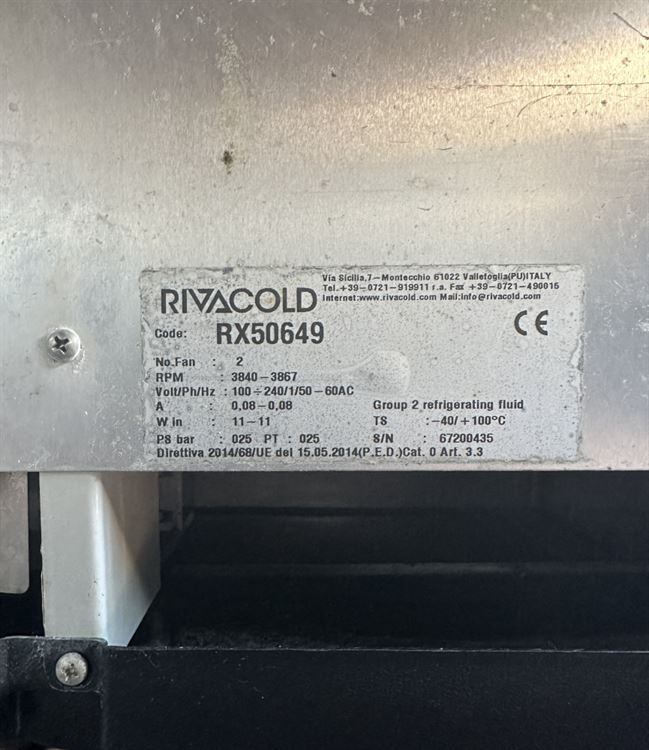 Via Sicilia,7-Montecchio 61022 Vallefoglia(PU)ITALY
Tel.+39-0721-919911 r.a. Fax +39-0721-490015
Internet:www.rivacold.com Mail:info@rivacold.com
RIVACOLD
CE
Code: RX50649
No.Fan : 2
RPM : 3840-3867
Volt/Ph/Hz : 100÷240/1/50-60AC
A : 0,08-0,08 Group 2 refrigerating fluid
W in : 11-11 TS :-40/+100°C
PS bar : 025 PT : 025 S/N : 67200435
Direttiva 2014/68/UE del 15.05.2014(P.E.D.)Cat. 0 Art. 3.3